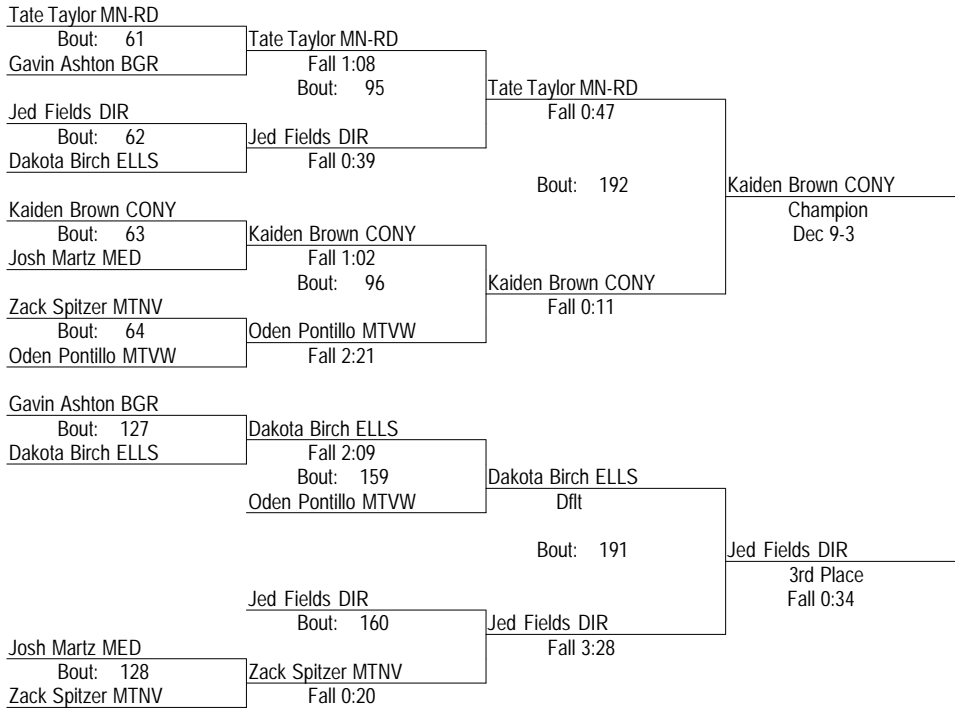 Tate Taylor MN-RD
Bout: 61
Tate Taylor MN-RD
Gavin Ashton BGR
Fall 1:08
Bout: 95
Tate Taylor MN-RD
Jed Fields DIR
Fall 0:47
Bout: 62
Jed Fields DIR
Dakota Birch ELLS
Fall 0:39
Bout: 192
Kaiden Brown CONY
Kaiden Brown CONY
Champion
Bout: 63
Kaiden Brown CONY
Dec 9-3
Josh Martz MED
Fall 1:02
Bout: 96
Kaiden Brown CONY
Zack Spitzer MTNV
Fall 0:11
Bout: 64
Oden Pontillo MTVW
Oden Pontillo MTVW
Fall 2:21
Gavin Ashton BGR
Bout: 127
Dakota Birch ELLS
Dakota Birch ELLS
Fall 2:09
Bout: 159
Dakota Birch ELLS
Oden Pontillo MTVW
Dflt
Bout: 191
Jed Fields DIR
3rd Place
Jed Fields DIR
Fall 0:34
Bout: 160
Jed Fields DIR
Josh Martz MED
Fall 3:28
Bout: 128
Zack Spitzer MTNV
Zack Spitzer MTNV
Fall 0:20